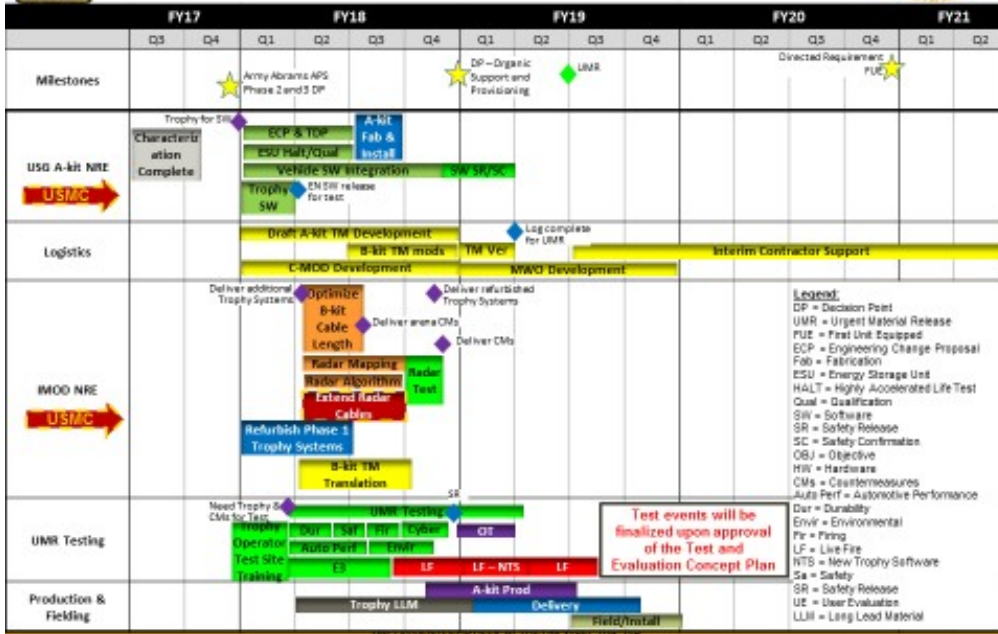 FY17 FY18 FY19 FY20 FY21
Q3 Q4 Q1 Q2 Q3 Q4 Q1 Q2 Q3 Q4 Q1 Q2 Q3 Q4 Q1 Q2
Milestones
Army Abrams APS
Phase 2 and 3 DP
DP – Organic
Support and
Provisioning
UMR
Directed Requirement
FUE
USG A-kit NRE
USMC
Trophy for SW
Characteriz
ation
Complete
ECP & TDP
ESU Halt/Qual
A-kit
Fab &
Install
Vehicle SW Integration
SW SR/SC
Trophy
SW
EN SW release
for test
Logistics
Draft A-kit TM Development
B-kit TM mods
TM Ver
Log complete
for UMR
Interim Contractor Support
C-MOD Development
MWO Development
IMOD NRE
USMC
Deliver additional
Trophy Systems
Optimize
B-kit
Cable
Length
Deliver refurbished
Trophy Systems
Deliver arena CMs
Deliver CMs
Radar Mapping
Radar Algorithm
Radar
Test
Extend Radar
Cables
Refurbish Phase 1
Trophy Systems
B-kit TM
Translation
Legend:
DP = Decision Point
UMR = Urgent Material Release
FUE = First Unit Equipped
ECP = Engineering Change Proposal
Fab = Fabrication
ESU = Energy Storage Unit
HALT = Highly Accelerated Life Test
Qual = Qualification
SW = Software
SR = Safety Release
SC = Safety Confirmation
OBJ = Objective
HW = Hardware
CMs = Countermeasures
Auto Perf = Automotive Performance
Dur = Durability
Envir = Environmental
Fir = Firing
LF = Live Fire
NTS = New Trophy Software
Sa = Safety
SR = Safety Release
UE = User Evaluation
LLM = Long Lead Material
UMR Testing
Need Trophy &
CMs for Test
SR
UMR Testing
Trophy
Operator
Test Site
Training
Dur Saf Fir Cyber
OT
Auto Perf Envir
E3 LF LF – NTS LF
Test events will be
finalized upon approval
of the Test and
Evaluation Concept Plan
Production &
Fielding
A-kit Prod
Trophy LLM
Delivery
Field/Install